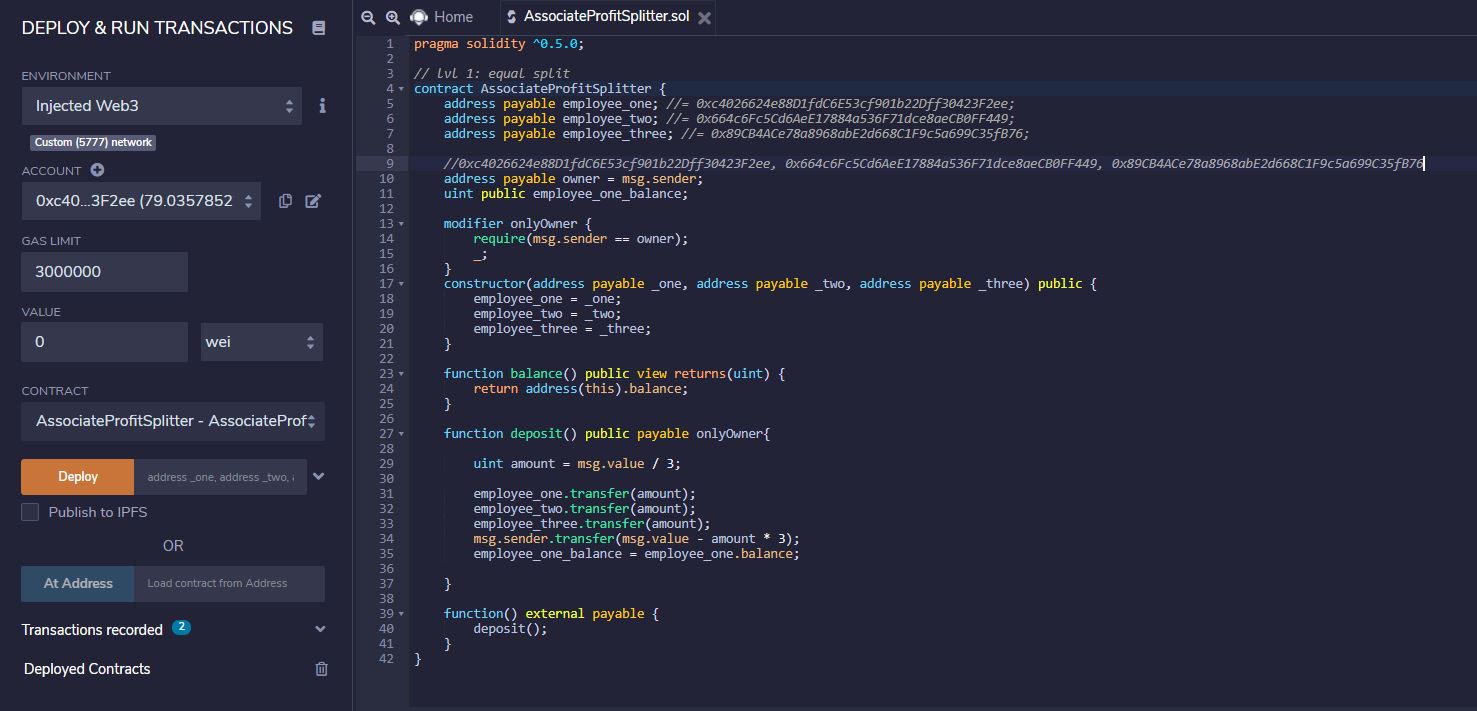 DEPLOY & RUN TRANSACTIONS
ENVIRONMENT
Injected Web3
Custom (5777) network
ACCOUNT
0xc40...3F2ee (79.0357852
GAS LIMIT
3000000
VALUE
0
wei
CONTRACT
AssociateProfitSplitter - AssociateProf
Deploy
address _one, address _two, a
Publish to IPFS
OR
At Address
Load contract from Address
Transactions recorded 2
Deployed Contracts
Home
AssociateProfitSplitter.sol
1 pragma solidity ^0.5.0;
2
3 // lvl 1: equal split
4 contract AssociateProfitSplitter {
5 address payable employee_one; //= 0xc4026624e88D1fdC6E53cf901b22Dff30423F2ee;
6 address payable employee_two; //= 0x664c6Fc5Cd6AeE17884a536F71dce8aeCB0FF449;
7 address payable employee_three; //= 0x89CB4ACe78a8968abE2d668C1F9c5a699C35fB76;
8
9 //0xc4026624e88D1fdC6E53cf901b22Dff30423F2ee, 0x664c6Fc5Cd6AeE17884a536F71dce8aeCB0FF449, 0x89CB4ACe78a8968abE2d668C1F9c5a699C35fB76
10 address payable owner = msg.sender;
11 uint public employee_one_balance;
12
13 modifier onlyOwner {
14 require(msg.sender == owner);
15 _;
16 }
17 constructor(address payable _one, address payable _two, address payable _three) public {
18 employee_one = _one;
19 employee_two = _two;
20 employee_three = _three;
21 }
22
23 function balance() public view returns(uint) {
24 return address(this).balance;
25 }
26
27 function deposit() public payable onlyOwner{
28
29 uint amount = msg.value / 3;
30
31 employee_one.transfer(amount);
32 employee_two.transfer(amount);
33 employee_three.transfer(amount);
34 msg.sender.transfer(msg.value - amount * 3);
35 employee_one_balance = employee_one.balance;
36
37 }
38
39 function() external payable {
40 deposit();
41 }
42 }